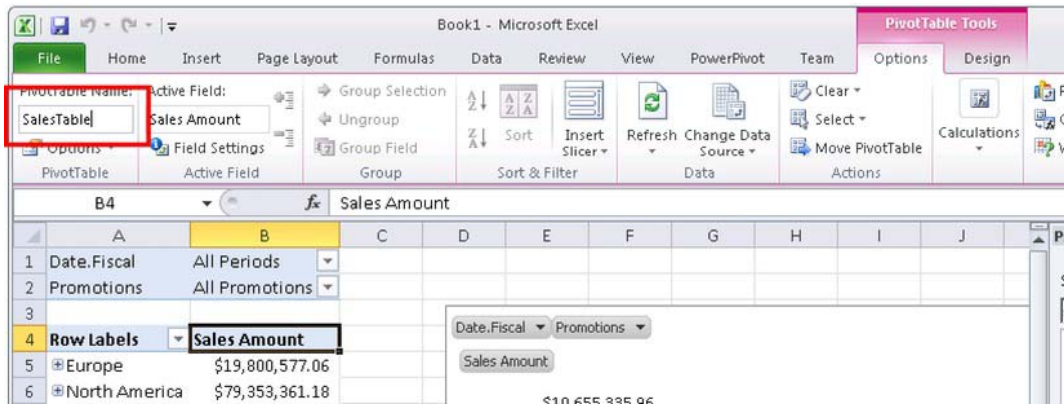 Book1 - Microsoft Excel
PivotTable Tools
File Home Insert Page Layout Formulas Data Review View PowerPivot Team Options Design
PivotTable Name: Active Field:
SalesTable Sales Amount
Options Field Settings
Group Selection
Ungroup
Group Field
Sort Insert Slicer
Refresh Change Data Source
Clear
Select
Move PivotTable
Calculations
PivotTable Active Field Group Sort & Filter Data Actions
B4 fx Sales Amount
A B C D E F G H I J
1 Date.Fiscal All Periods
2 Promotions All Promotions
3
4 Row Labels Sales Amount
5 Europe $19,800,577.06
6 North America $79,353,361.18
Date.Fiscal Promotions
Sales Amount
$10,655,335.96